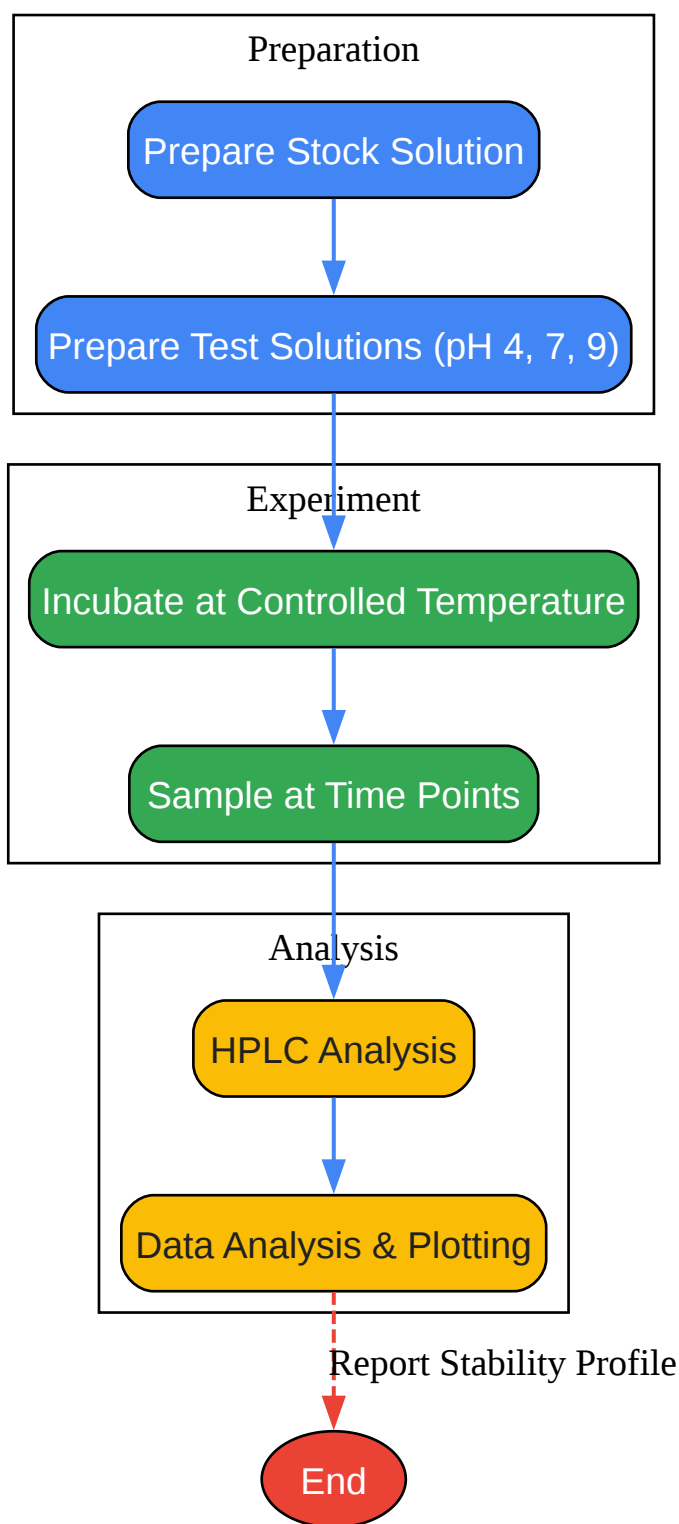 Preparation
Prepare Stock Solution
Prepare Test Solutions (pH 4, 7, 9)
Experiment
Incubate at Controlled Temperature
Sample at Time Points
Analysis
HPLC Analysis
Data Analysis & Plotting
Report Stability Profile
End